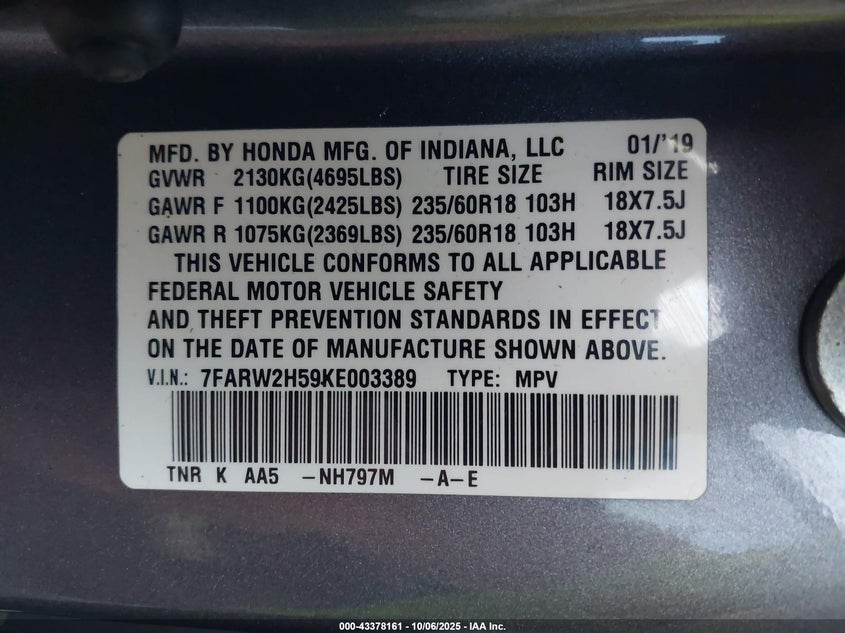 MFD. BY HONDA MFG. OF INDIANA, LLC 01/'19
GVWR 2130KG(4695LBS) TIRE SIZE RIM SIZE
GAWR F 1100KG(2425LBS) 235/60R18 103H 18X7.5J
GAWR R 1075KG(2369LBS) 235/60R18 103H 18X7.5J
THIS VEHICLE CONFORMS TO ALL APPLICABLE
FEDERAL MOTOR VEHICLE SAFETY
AND THEFT PREVENTION STANDARDS IN EFFECT
ON THE DATE OF MANUFACTURE SHOWN ABOVE.
V.I.N.: 7FARW2H59KE003389 TYPE: MPV
TNR K AA5 -NH797M -A-E
000-43378161 - 10/06/2025 - IAA Inc.